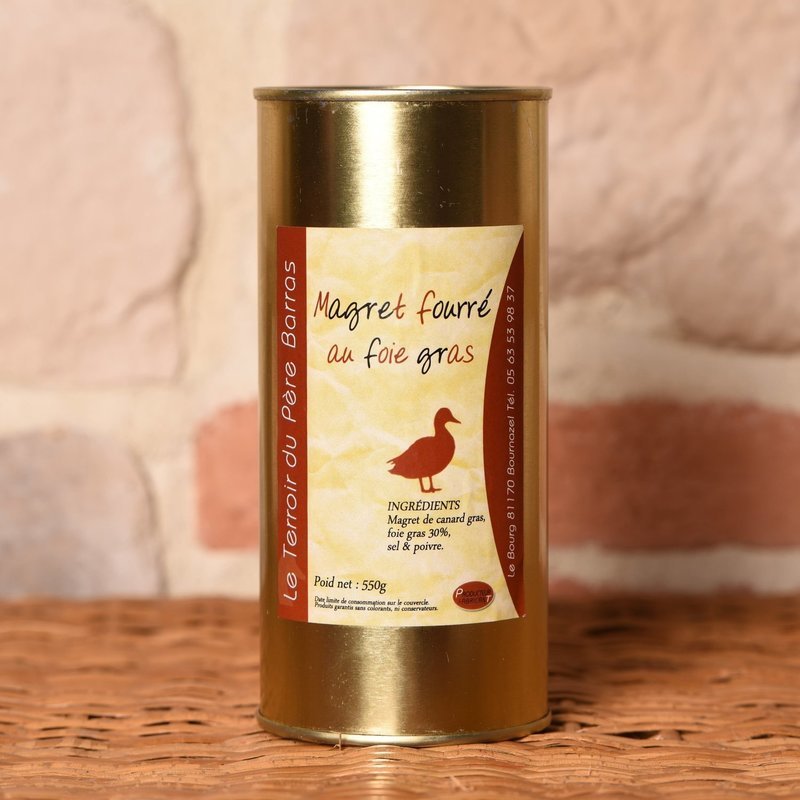 Le Terroir du Père Barras
Magret fourré
au foie gras
INGRÉDIENTS
Magret de canard gras,
foie gras 30%,
sel & poivre.
Poid net : 550g
Date limite de consommation sur le couvercle.
Produits garantis sans colorants, ni conservateurs.
PRODUCTEUR
FABRICANT
Le Bourg 81170 Bournazel Tél. 05 63 53 98 37